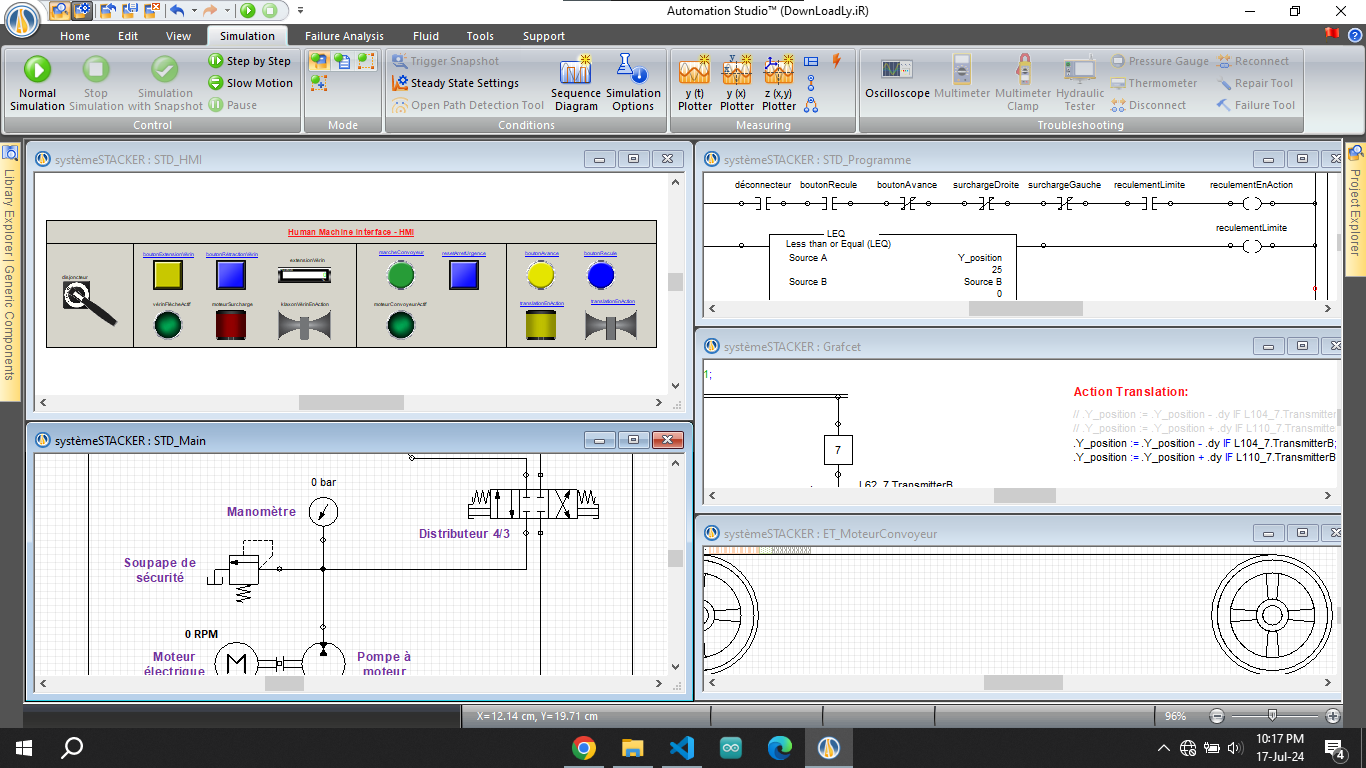 Automation Studio™ (DownLoadLy.iR)
Home Edit View Simulation Failure Analysis Fluid Tools Support
Normal Simulation
Stop Simulation
Simulation with Snapshot
Step by Step
Slow Motion
Pause
Control
Mode
Trigger Snapshot
Steady State Settings
Open Path Detection Tool
Sequence Diagram
Simulation Options
Conditions
y (t) Plotter
y (x) Plotter
z (x,y) Plotter
Measuring
Oscilloscope
Multimeter
Multimeter Clamp
Hydraulic Tester
Pressure Gauge
Thermometer
Disconnect
Reconnect
Repair Tool
Failure Tool
Troubleshooting
Library Explorer | Generic Components
Project Explorer
systèmeSTACKER : STD_HMI
Human Machine Interface - HMI
disjoncteur
boutonExtensionVérin
boutonRétractionVérin
extensionVérin
marcheConvoyeur
resetArretUrgence
boutonAvance
boutonRecule
vérinFlècheActif
moteurSurcharge
klaxonVérinEnAction
moteurConvoyeurActif
translationEnAction
translationEnAction
systèmeSTACKER : STD_Programme
déconnecteur boutonRecule boutonAvance surchargeDroite surchargeGauche reculementLimite reculementEnAction
reculementLimite
LEQ
Less than or Equal (LEQ)
Source A Y_position
25
Source B Source B
0
systèmeSTACKER : Grafcet
1;
7
L62_7.TransmitterB
Action Translation:
// .Y_position := .Y_position - .dy IF L104_7.Transmitter
// .Y_position := .Y_position + .dy IF L110_7.Transmitter
.Y_position := .Y_position - .dy IF L104_7.TransmitterB;
.Y_position := .Y_position + .dy IF L110_7.TransmitterB
systèmeSTACKER : STD_Main
0 bar
Manomètre
Distributeur 4/3
Soupape de
sécurité
0 RPM
Moteur
électrique
M
Pompe à
moteur
systèmeSTACKER : ET_MoteurConvoyeur
X=12.14 cm, Y=19.71 cm
96%
10:17 PM
17-Jul-24
4